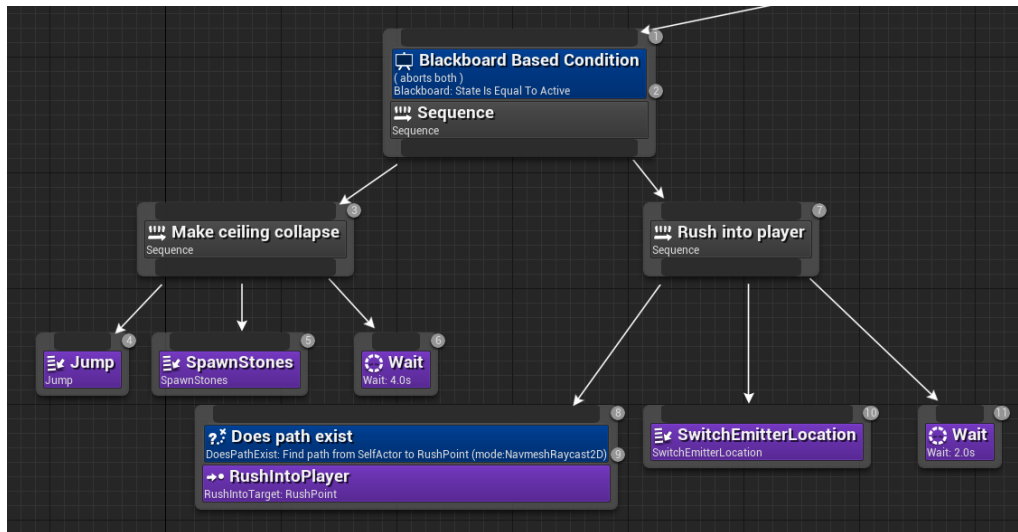 1
Blackboard Based Condition
( aborts both )
Blackboard: State Is Equal To Active
2
Sequence
Sequence
3
Make ceiling collapse
Sequence
7
Rush into player
Sequence
4
Jump
Jump
5
SpawnStones
SpawnStones
6
Wait
Wait: 4.0s
8
Does path exist
DoesPathExist: Find path from SelfActor to RushPoint (mode:NavmeshRaycast2D)
9
RushIntoPlayer
RushIntoTarget: RushPoint
10
SwitchEmitterLocation
SwitchEmitterLocation
11
Wait
Wait: 2.0s